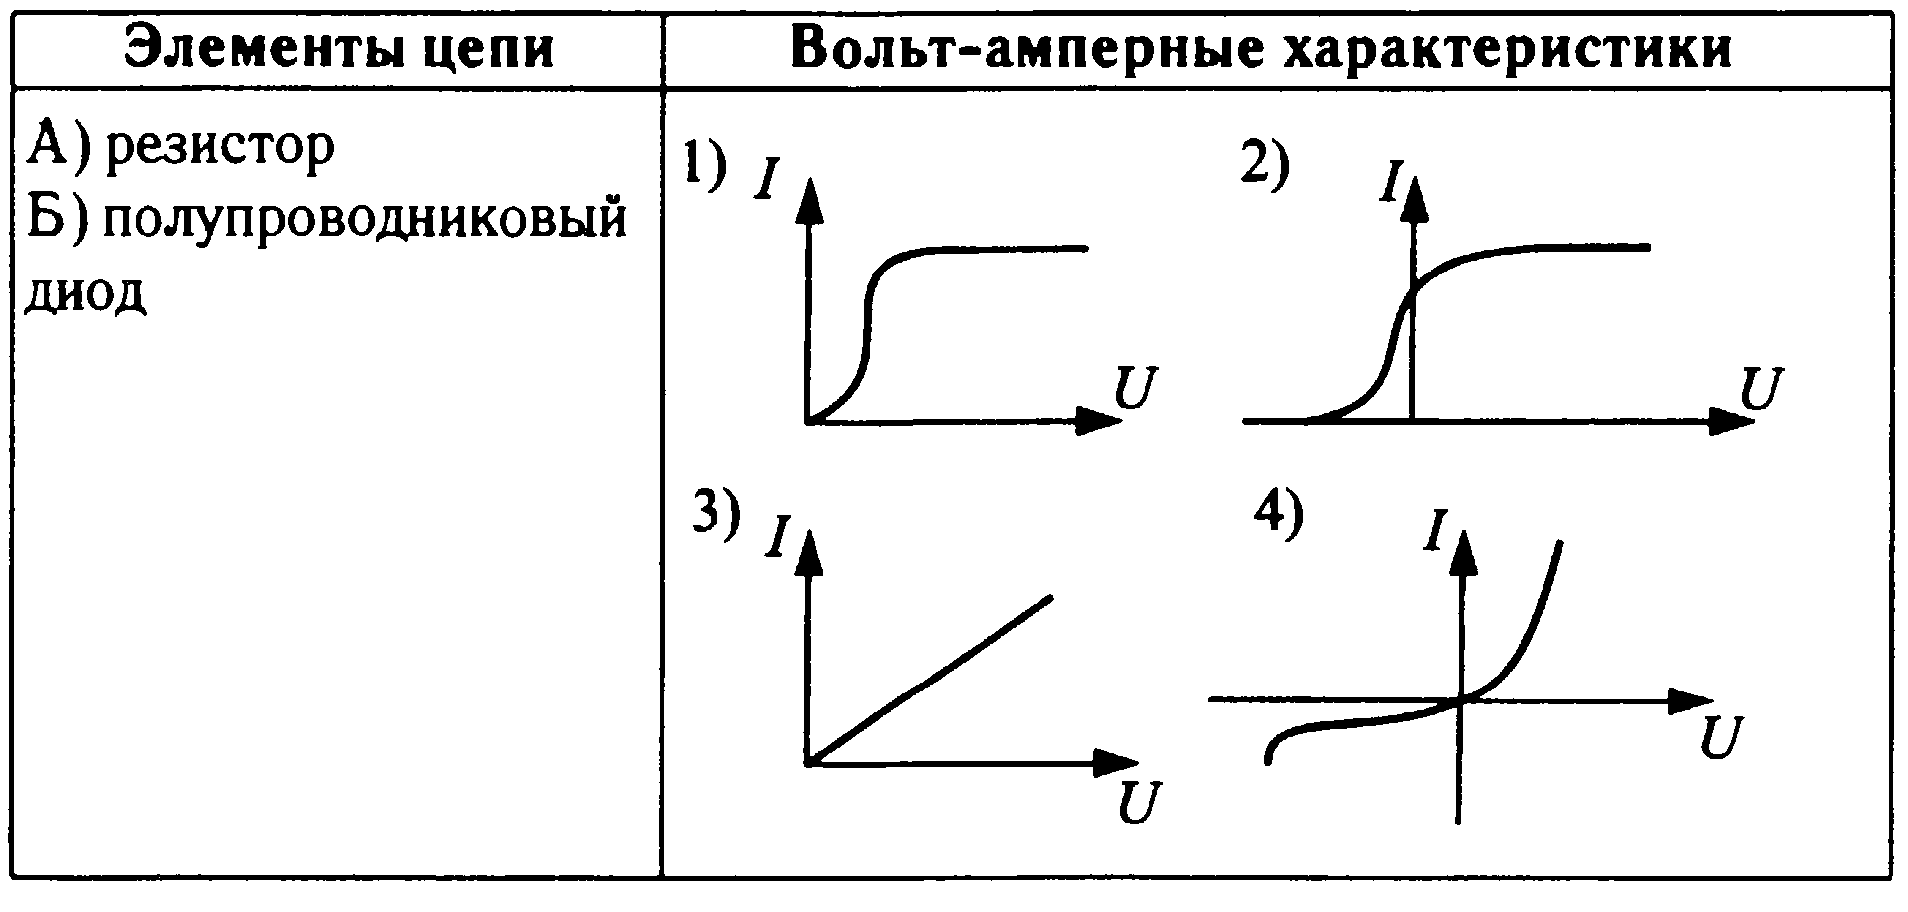 Элементы цепи
Вольт-амперные характеристики
А) резистор
Б) полупроводниковый
диод
1) I
U
2) I
U
3) I
U
4) I
U